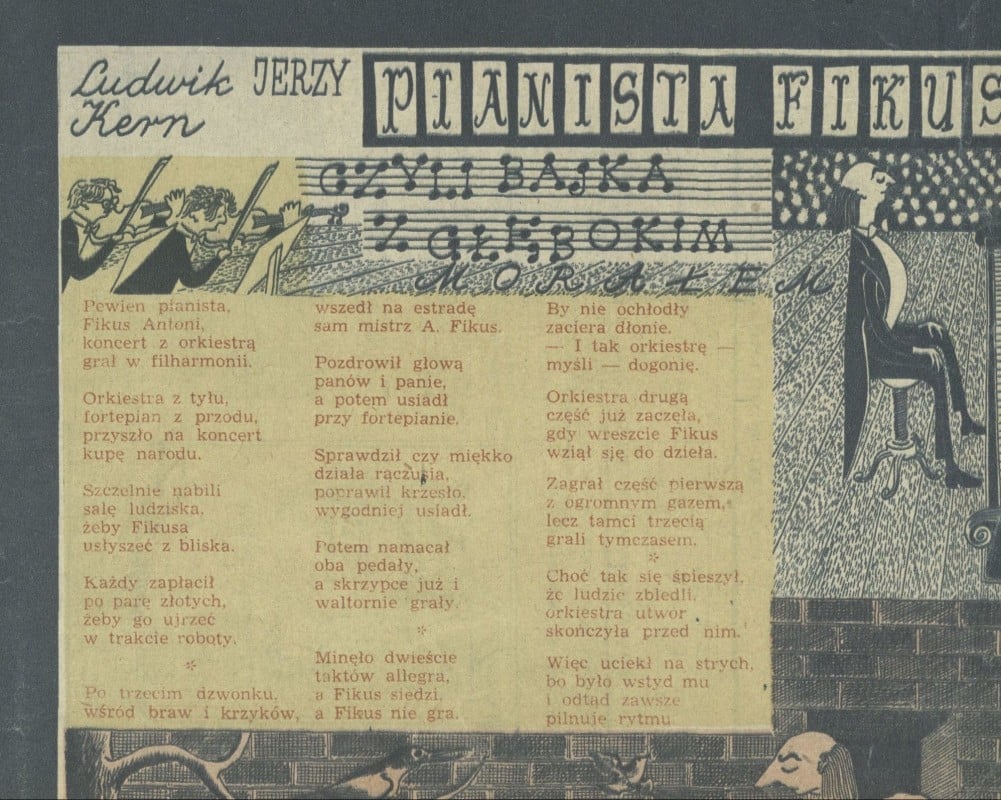 Ludwik JERZY
Kern
PIANISTA FIKUS
CZYLI BAJKA
Z GŁĘBOKIM
MORAŁEM
Pewien pianista,
Fikus Antoni,
koncert z orkiestrą
grał w filharmonii.
Orkiestra z tyłu,
fortepian z przodu,
przyszło na koncert
kupę narodu.
Szczelnie nabili
salę ludziska,
żeby Fikusa
usłyszeć z bliska.
Każdy zapłacił
po parę złotych,
żeby go ujrzeć
w trakcie roboty.
*
Po trzecim dzwonku,
wśród braw i krzyków,
wszedł na estradę
sam mistrz A. Fikus.
Pozdrowił głową
panów i panie,
a potem usiadł
przy fortepianie.
Sprawdził czy miękko
działa rączusia,
poprawił krzesło,
wygodniej usiadł.
Potem namacał
oba pedały,
a skrzypce już i
waltornie grały.
*
Minęło dwieście
taktów allegra,
a Fikus siedzi,
a Fikus nie gra.
By nie ochłodły
zaciera dłonie.
— I tak orkiestrę —
myśli — dogonię.
Orkiestra drugą
część już zaczęła,
gdy wreszcie Fikus
wziął się do dzieła.
Zagrał część pierwszą
z ogromnym gazem,
lecz tamci trzecią
grali tymczasem.
*
Choć tak się śpieszył,
że ludzie zbledli,
orkiestra utwór
skończyła przed nim.
Więc uciekł na strych,
bo było wstyd mu
i odtąd zawsze
pilnuje rytmu